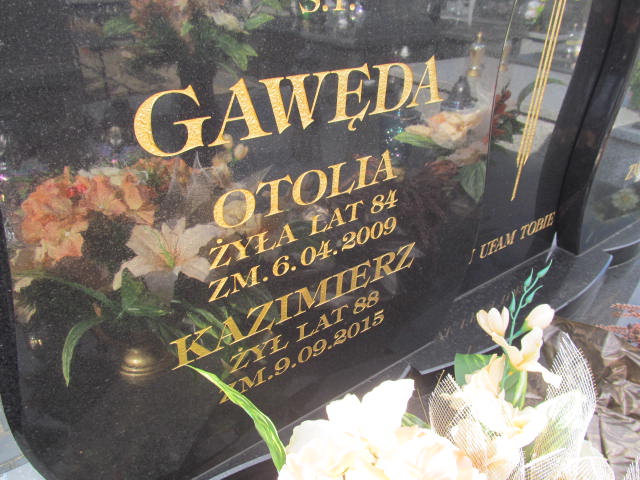 Ś.P.
GAWĘDA
OTOLIA
ŻYŁA LAT 84
ZM. 6.04.2009
KAZIMIERZ
ŻYŁ LAT 88
ZM. 9.09.2015
UFAM TOBIE